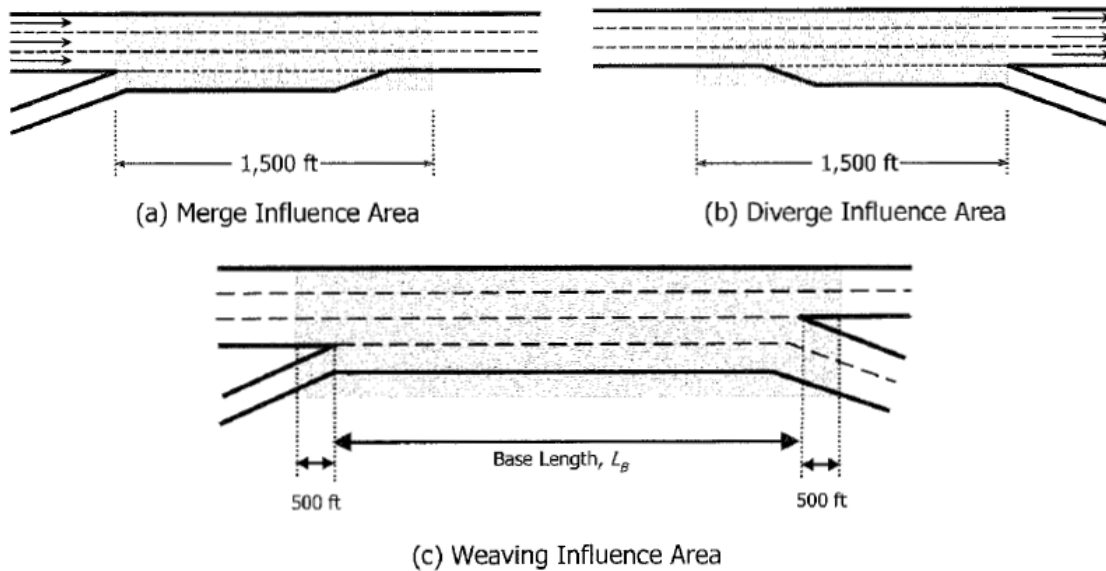 1,500 ft
1,500 ft
(a) Merge Influence Area
(b) Diverge Influence Area
Base Length, L_B
500 ft
500 ft
(c) Weaving Influence Area